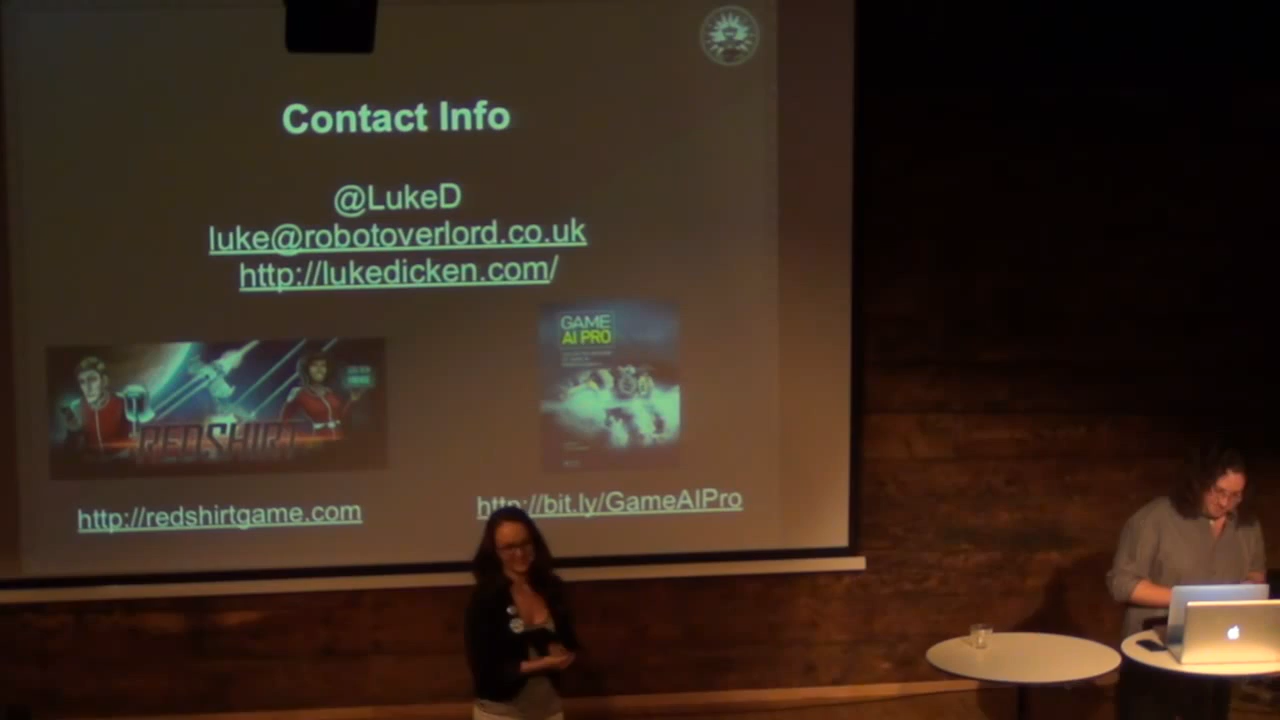 Contact Info
@LukeD
luke@robotoverlord.co.uk
http://lukedicken.com/
GAME
AI PRO
REDSHIRT
http://redshirtgame.com
http://bit.ly/GameAIPro